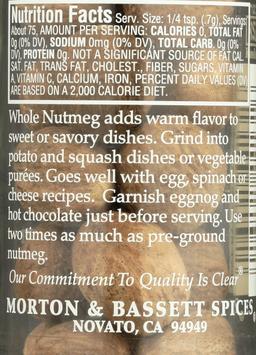 Nutrition Facts Serv. Size: 1/4 tsp. (.7g), Servings:
About 75, AMOUNT PER SERVING: CALORIES 0, TOTAL FAT
0g (0% DV), SODIUM 0mg (0% DV), TOTAL CARB. 0g (0%
DV), PROTEIN 0g. NOT A SIGNIFICANT SOURCE OF FAT CAL.
SAT. FAT, TRANS FAT, CHOLEST., FIBER, SUGARS, VITAMIN
A, VITAMIN C, CALCIUM, IRON, PERCENT DAILY VALUES (DV)
ARE BASED ON A 2,000 CALORIE DIET.
Whole Nutmeg adds warm flavor to
sweet or savory dishes. Grind into
potato and squash dishes or vegetable
purées. Goes well with egg, spinach or
cheese recipes. Garnish eggnog and
hot chocolate just before serving. Use
two times as much as pre-ground
nutmeg.
Our Commitment To Quality Is Clear®
MORTON & BASSETT SPICES
NOVATO, CA 94949